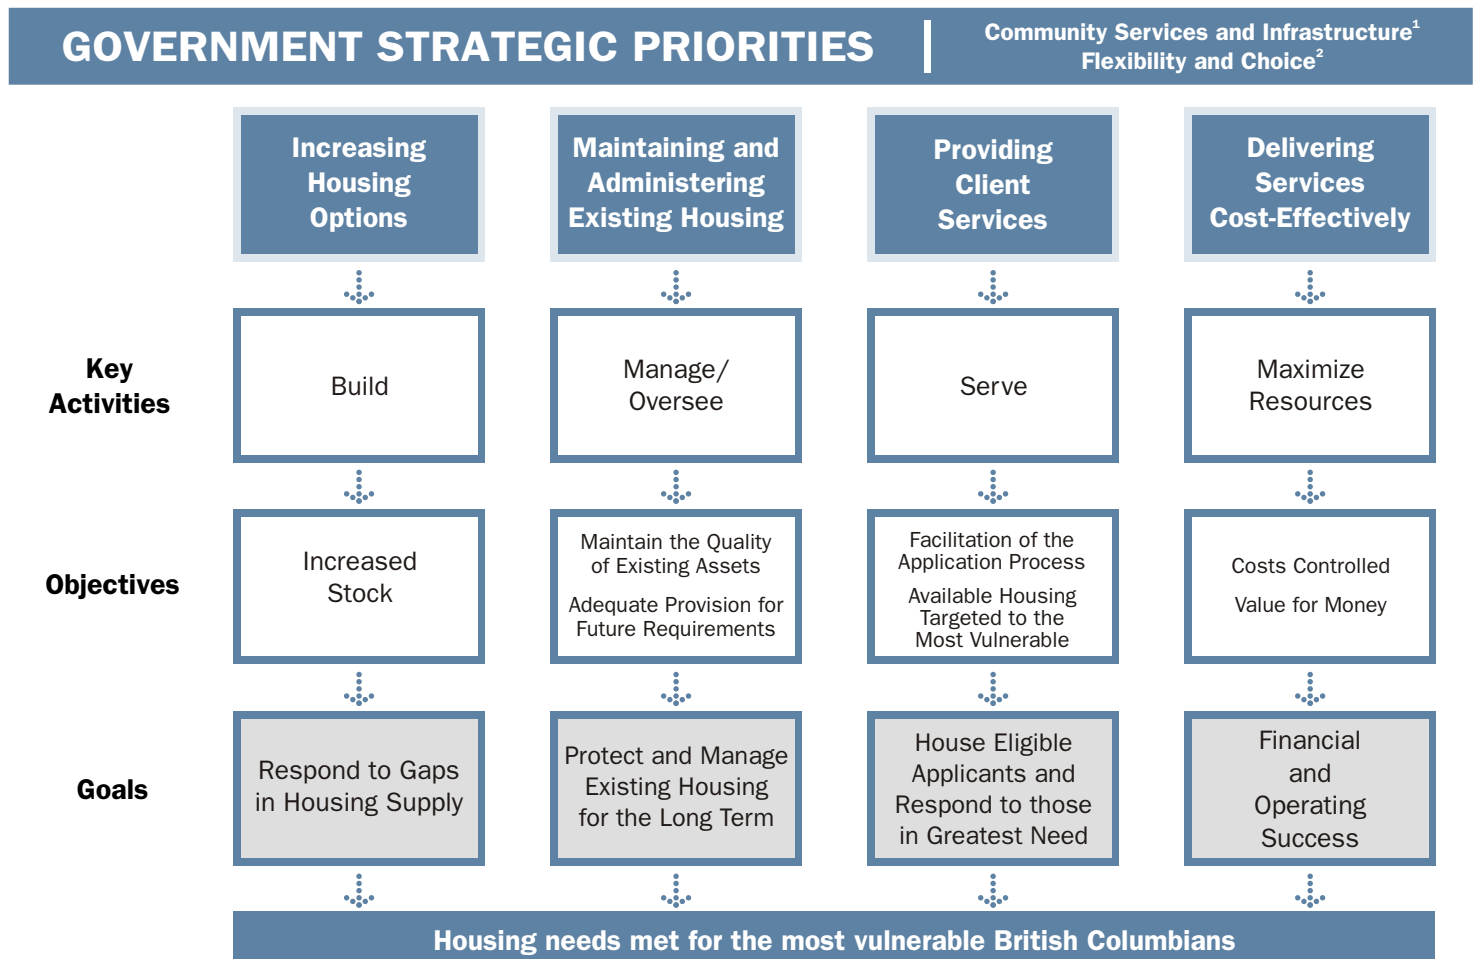 GOVERNMENT STRATEGIC PRIORITIES
Community Services and Infrastructure¹
Flexibility and Choice²
Increasing
Housing
Options
Maintaining and
Administering
Existing Housing
Providing
Client
Services
Delivering
Services
Cost-Effectively
Key
Activities
Build
Manage/
Oversee
Serve
Maximize
Resources
Objectives
Increased
Stock
Maintain the Quality
of Existing Assets
Adequate Provision for
Future Requirements
Facilitation of the
Application Process
Available Housing
Targeted to the
Most Vulnerable
Costs Controlled
Value for Money
Goals
Respond to Gaps
in Housing Supply
Protect and Manage
Existing Housing
for the Long Term
House Eligible
Applicants and
Respond to those
in Greatest Need
Financial
and
Operating
Success
Housing needs met for the most vulnerable British Columbians